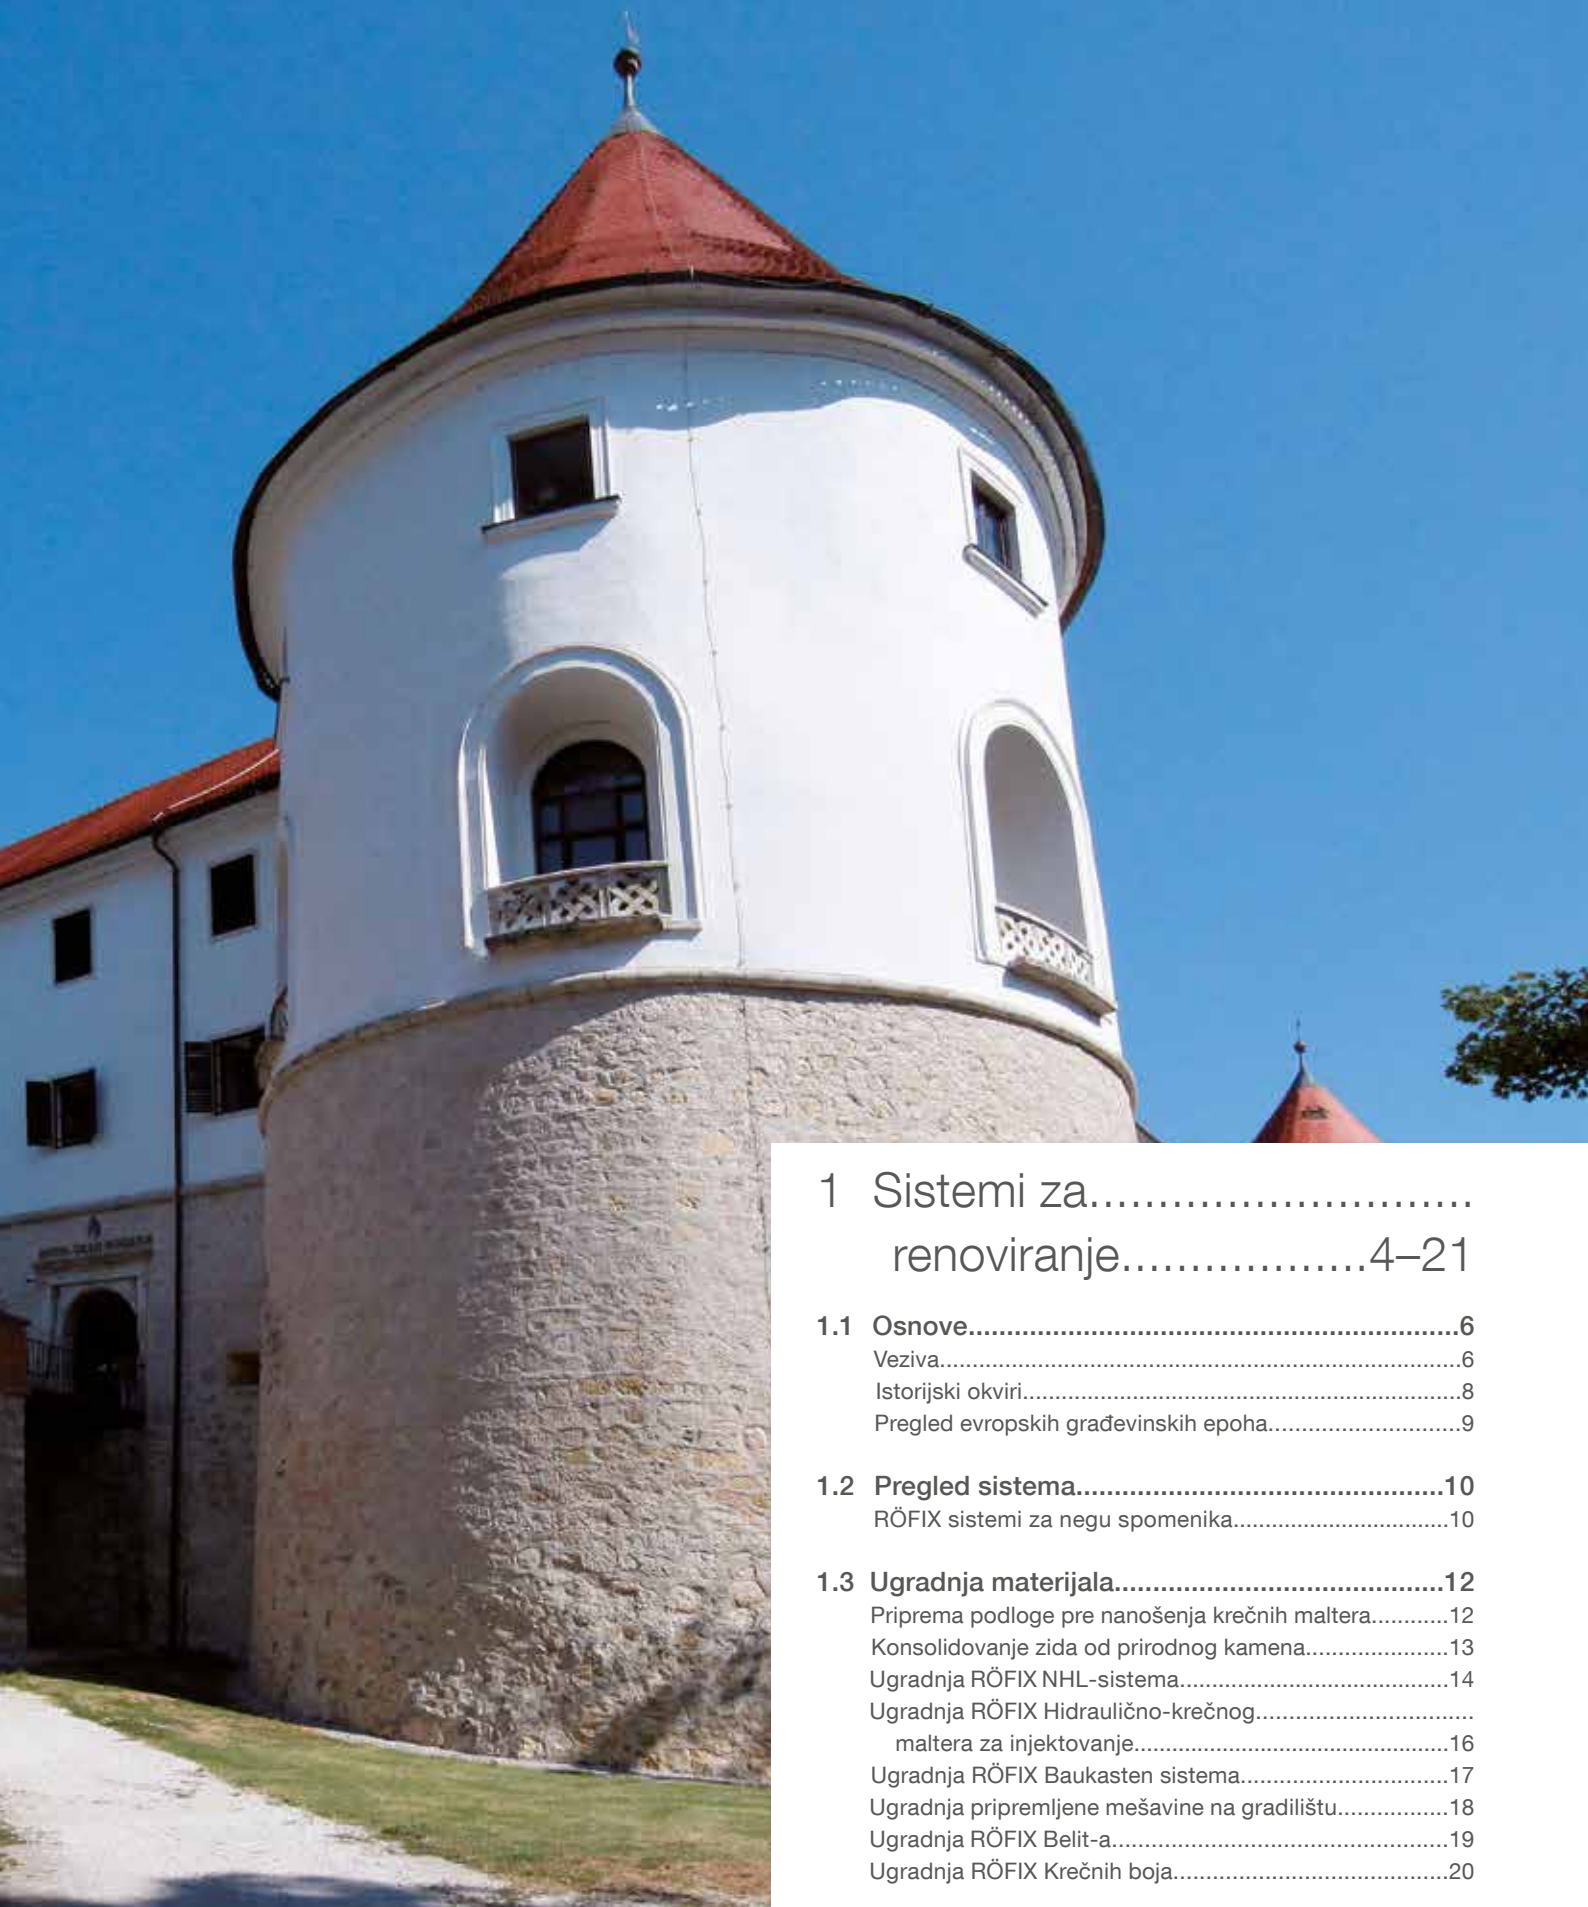 1 Sistemi za............................
renoviranje..................4–21
1.1 Osnove................................................................6
Veziva...............................................................................6
Istorijski okviri..................................................................8
Pregled evropskih građevinskih epoha.............................9
1.2 Pregled sistema................................................10
RÖFIX sistemi za negu spomenika.................................10
1.3 Ugradnja materijala...........................................12
Priprema podloge pre nanošenja krečnih maltera............12
Konsolidovanje zida od prirodnog kamena......................13
Ugradnja RÖFIX NHL-sistema.........................................14
Ugradnja RÖFIX Hidraulično-krečnog.................................
maltera za injektovanje................................................16
Ugradnja RÖFIX Baukasten sistema................................17
Ugradnja pripremljene mešavine na gradilištu.................18
Ugradnja RÖFIX Belit-a...................................................19
Ugradnja RÖFIX Krečnih boja..........................................20